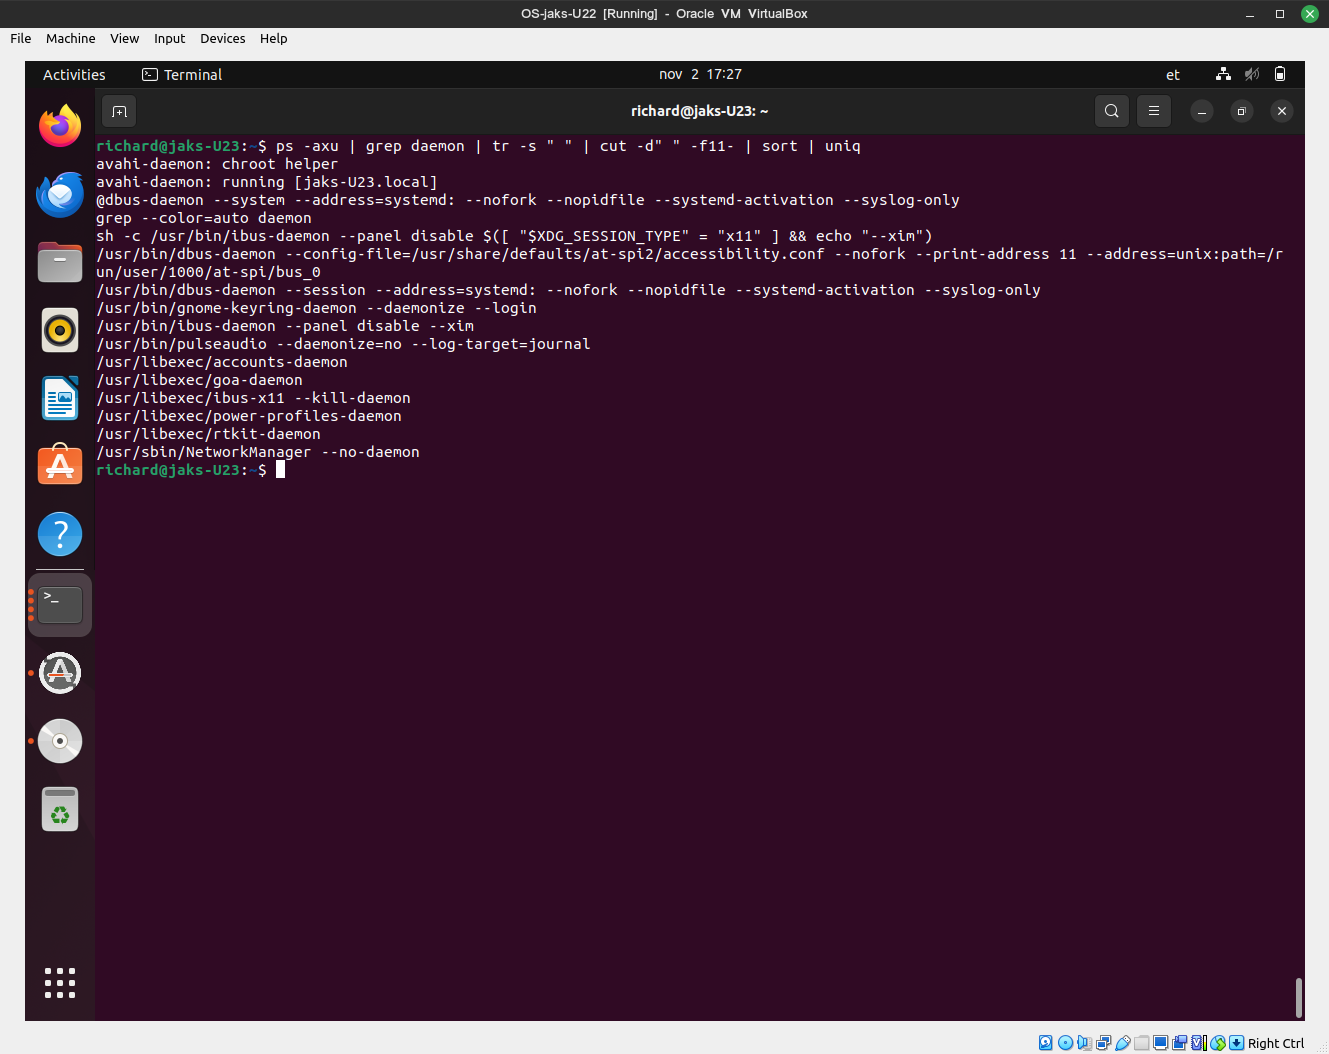 OS-jaks-U22 [Running] - Oracle VM VirtualBox
File Machine View Input Devices Help
Activities Terminal nov 2 17:27 et
richard@jaks-U23: ~
richard@jaks-U23:~$ ps -axu | grep daemon | tr -s " " | cut -d" " -f11- | sort | uniq
avahi-daemon: chroot helper
avahi-daemon: running [jaks-U23.local]
@dbus-daemon --system --address=systemd: --nofork --nopidfile --systemd-activation --syslog-only
grep --color=auto daemon
sh -c /usr/bin/ibus-daemon --panel disable $([ "$XDG_SESSION_TYPE" = "x11" ] && echo "--xim")
/usr/bin/dbus-daemon --config-file=/usr/share/defaults/at-spi2/accessibility.conf --nofork --print-address 11 --address=unix:path=/r
un/user/1000/at-spi/bus_0
/usr/bin/dbus-daemon --session --address=systemd: --nofork --nopidfile --systemd-activation --syslog-only
/usr/bin/gnome-keyring-daemon --daemonize --login
/usr/bin/ibus-daemon --panel disable --xim
/usr/bin/pulseaudio --daemonize=no --log-target=journal
/usr/libexec/accounts-daemon
/usr/libexec/goa-daemon
/usr/libexec/ibus-x11 --kill-daemon
/usr/libexec/power-profiles-daemon
/usr/libexec/rtkit-daemon
/usr/sbin/NetworkManager --no-daemon
richard@jaks-U23:~$
Right Ctrl